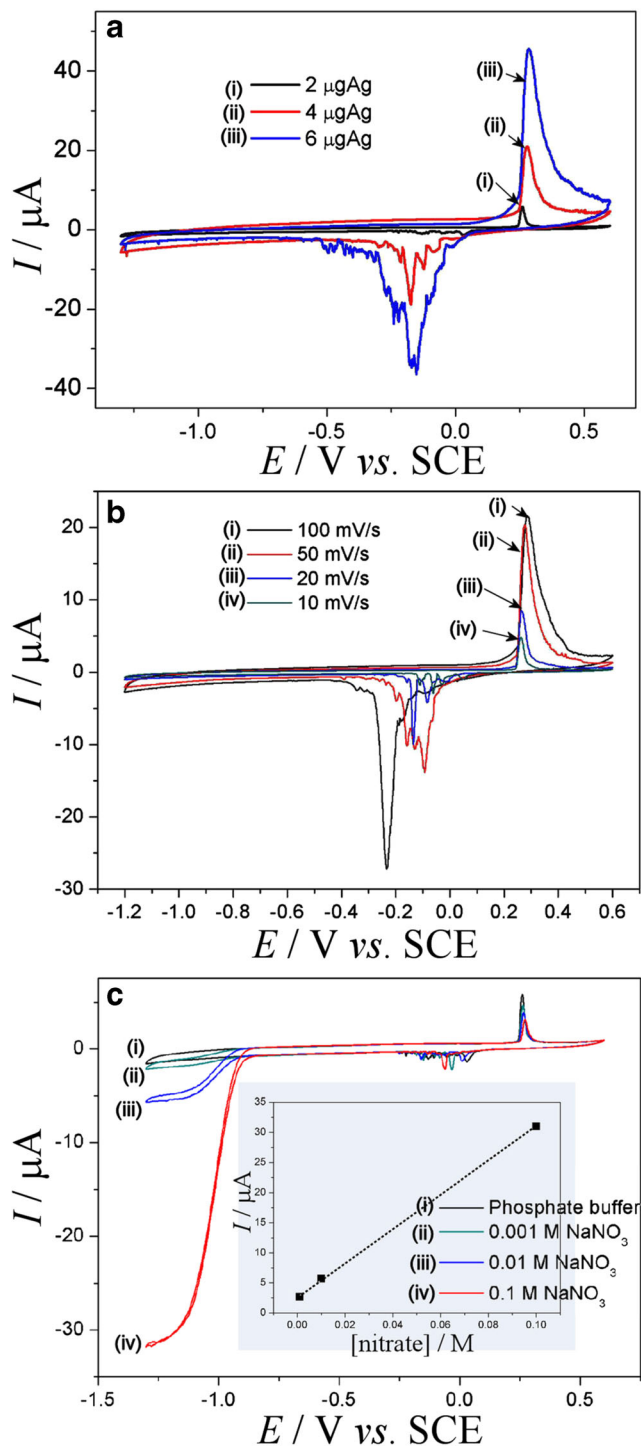 a
(i) 2 μgAg
(ii) 4 μgAg
(iii) 6 μgAg
(iii)
(ii)
(i)
40
20
0
-20
-40
I / μA
-1.0 -0.5 0.0 0.5
E / V vs. SCE
b
(i) 100 mV/s
(ii) 50 mV/s
(iii) 20 mV/s
(iv) 10 mV/s
(i)
(ii)
(iii)
(iv)
20
10
0
-10
-20
-30
I / μA
-1.2 -1.0 -0.8 -0.6 -0.4 -0.2 0.0 0.2 0.4 0.6
E / V vs. SCE
c
(i)
(ii)
(iii)
(iv)
0
-5
-10
-15
-20
-25
-30
I / μA
35
30
25
20
15
10
5
0
I / μA
0.00 0.02 0.04 0.06 0.08 0.10
[nitrate] / M
(i) Phosphate buffer
(ii) 0.001 M NaNO3
(iii) 0.01 M NaNO3
(iv) 0.1 M NaNO3
-1.5 -1.0 -0.5 0.0 0.5
E / V vs. SCE